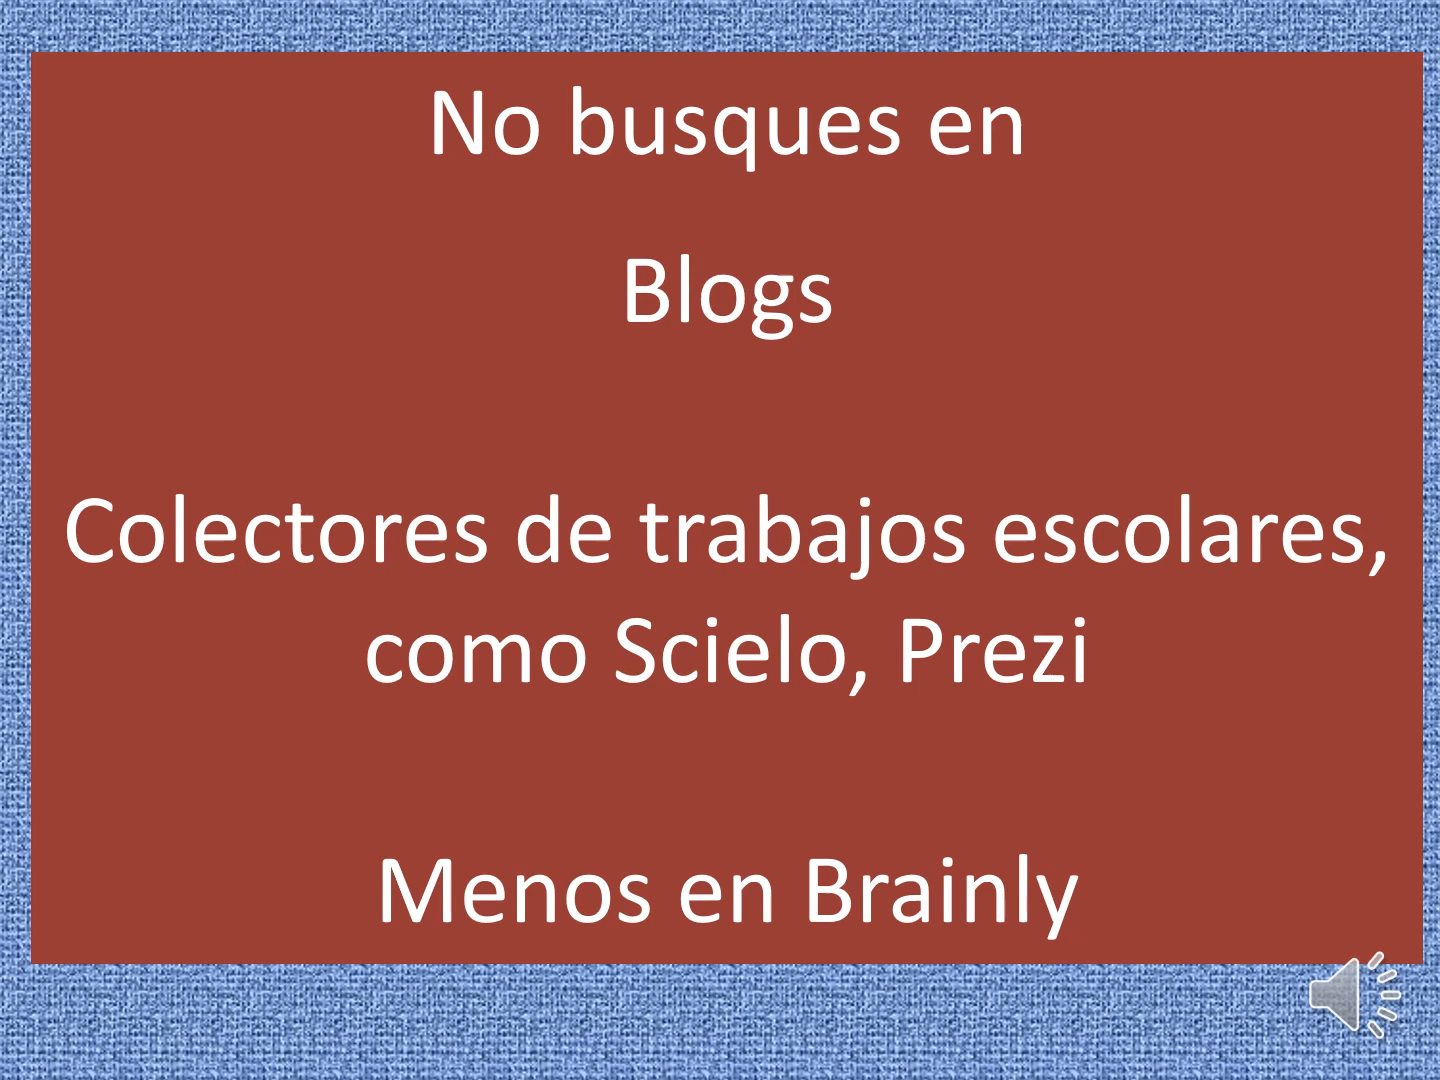 No busques en
Blogs
Colectores de trabajos escolares,
como Scielo, Prezi
Menos en Brainly